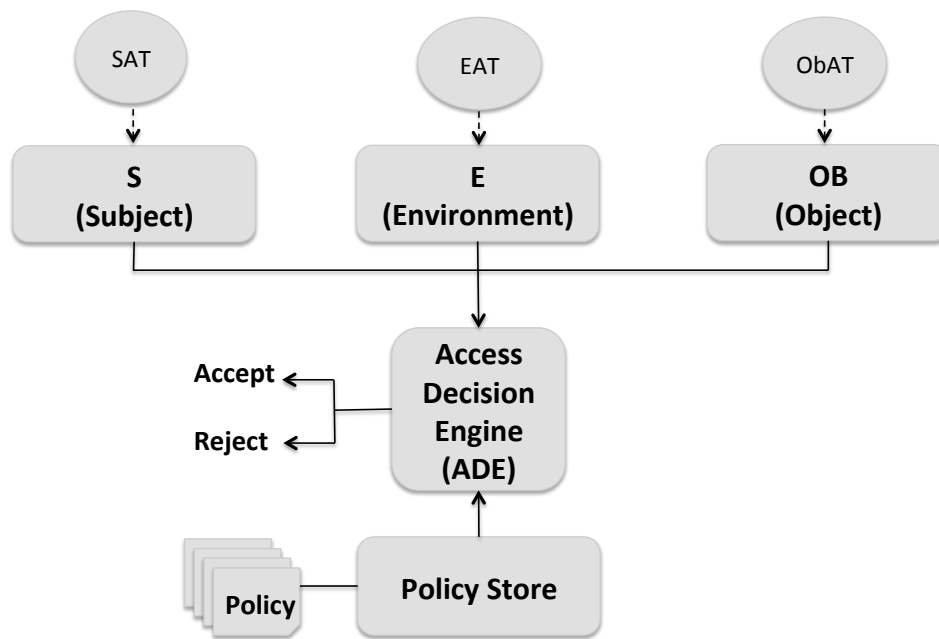 SAT
EAT
ObAT
S
(Subject)
E
(Environment)
OB
(Object)
Access
Decision
Engine
(ADE)
Accept
Reject
Policy
Policy Store